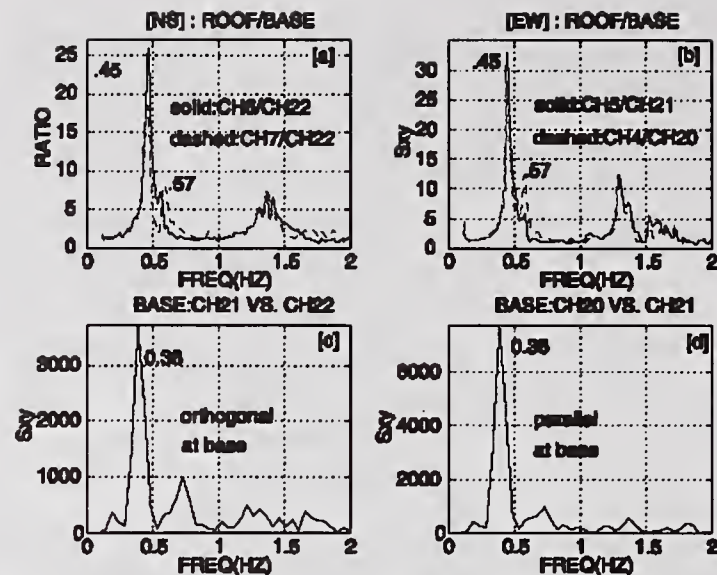 [NS] : ROOF/BASE
[a]
.45
solid:CH6/CH22
dashed:CH7/CH22
.57
RATIO
25
20
15
10
5
0
0 0.5 1 1.5 2
FREQ(HZ)
[EW] : ROOF/BASE
[b]
.45
solid:CH5/CH21
dashed:CH4/CH20
.57
Sxy
30
25
20
15
10
5
0
0 0.5 1 1.5 2
FREQ(HZ)
BASE:CH21 VS. CH22
[c]
0.38
orthogonal
at base
Sxy
3000
2000
1000
0
0 0.5 1 1.5 2
FREQ(HZ)
BASE:CH20 VS. CH21
[d]
0.38
parallel
at base
Sxy
6000
4000
2000
0
0 0.5 1 1.5 2
FREQ(HZ)